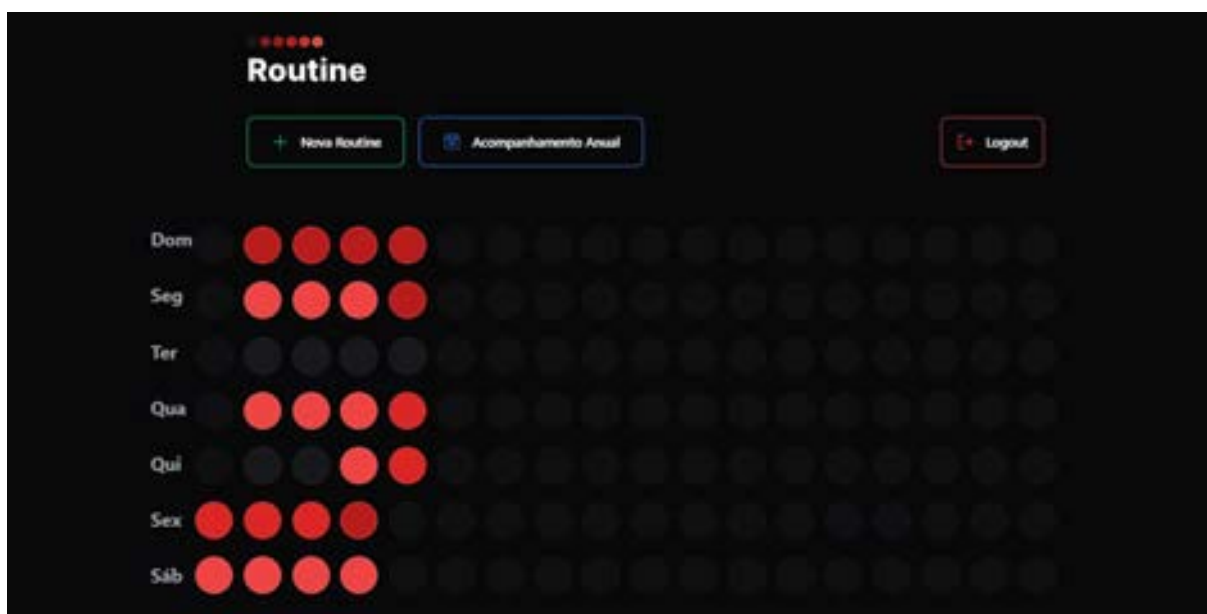 Routine
+ Nova Routine
Acompanhamento Anual
Logout
Dom
Seg
Ter
Qua
Qui
Sex
Sáb